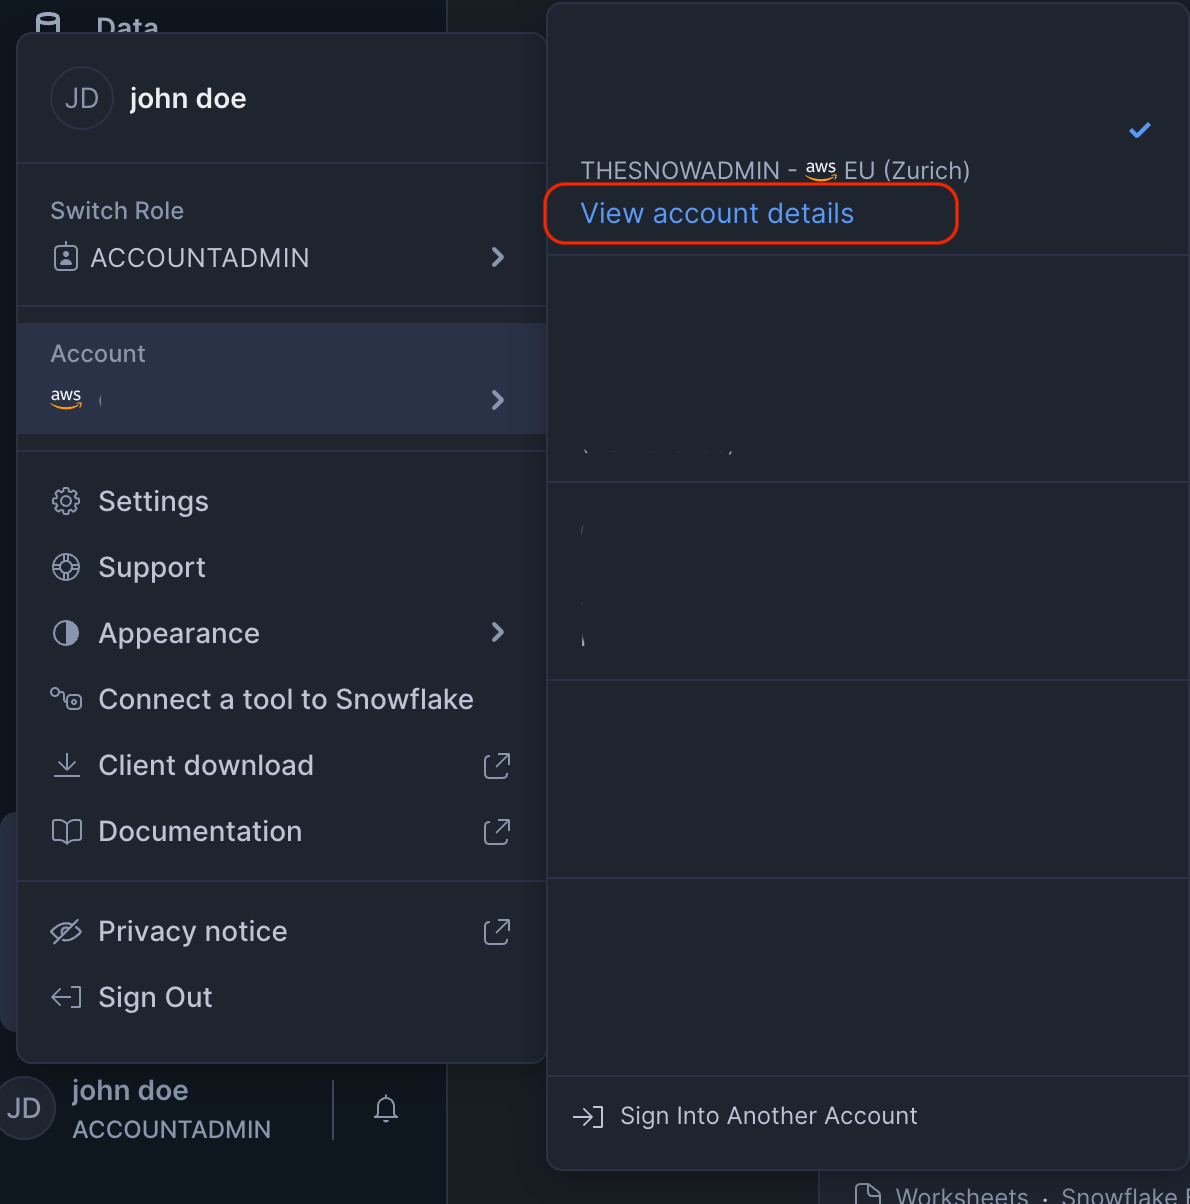 Data
JD john doe
Switch Role
ACCOUNTADMIN
Account
aws
Settings
Support
Appearance
Connect a tool to Snowflake
Client download
Documentation
Privacy notice
Sign Out
JD john doe
ACCOUNTADMIN
THESNOWADMIN - aws EU (Zurich)
View account details
Sign Into Another Account
Worksheets · Snowflake